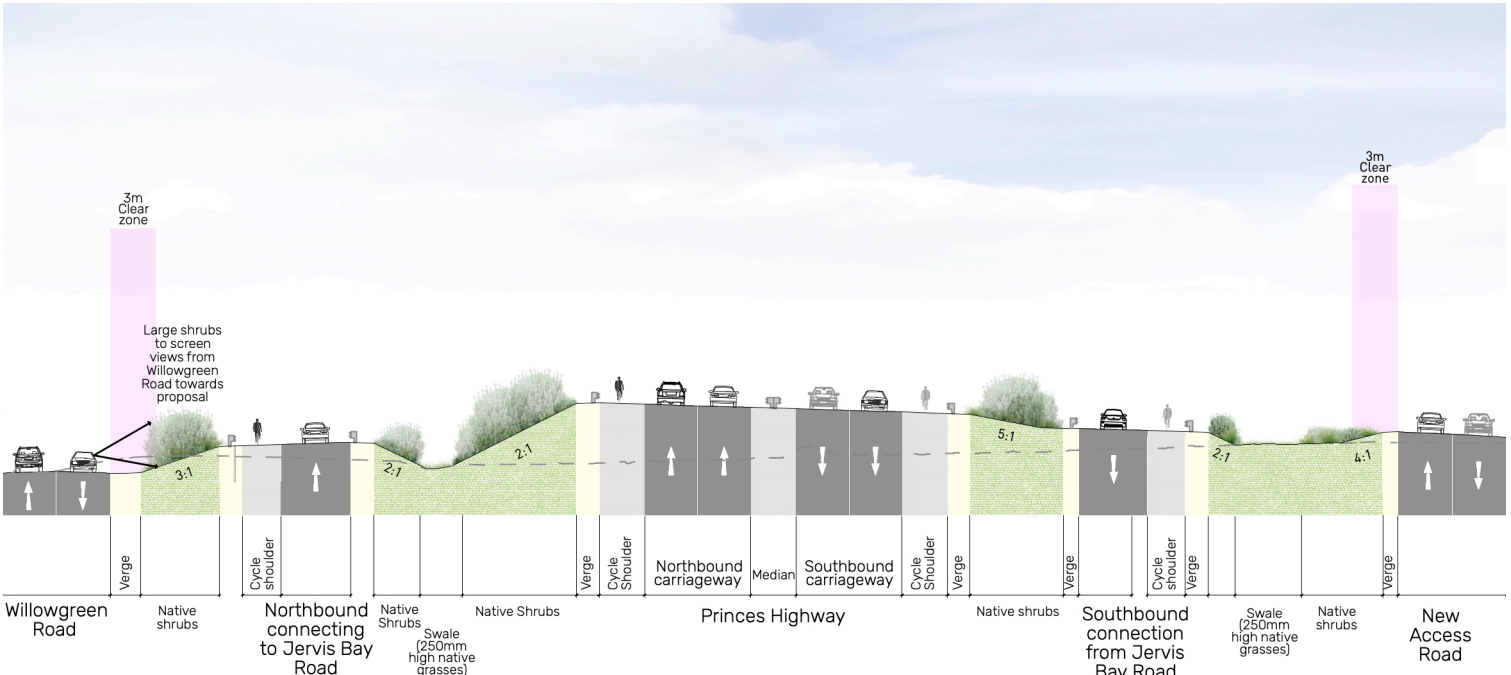 3m
Clear
zone
3m
Clear
zone
Large shrubs
to screen
views from
Willowgreen
Road towards
proposal
3:1
2:1
2:1
5:1
2:1
4:1
Verge
Cycle
shoulder
Verge
Cycle
Shoulder
Northbound
carriageway
Median
Southbound
carriageway
Cycle
Shoulder
Verge
Verge
Cycle
shoulder
Verge
Verge
Willowgreen
Road
Native
shrubs
Northbound
connecting
to Jervis Bay
Road
Native
Shrubs
Swale
(250mm
high native
grasses)
Native Shrubs
Princes Highway
Native shrubs
Southbound
connection
from Jervis
Bay Road
Swale
(250mm
high native
grasses)
Native
shrubs
New
Access
Road